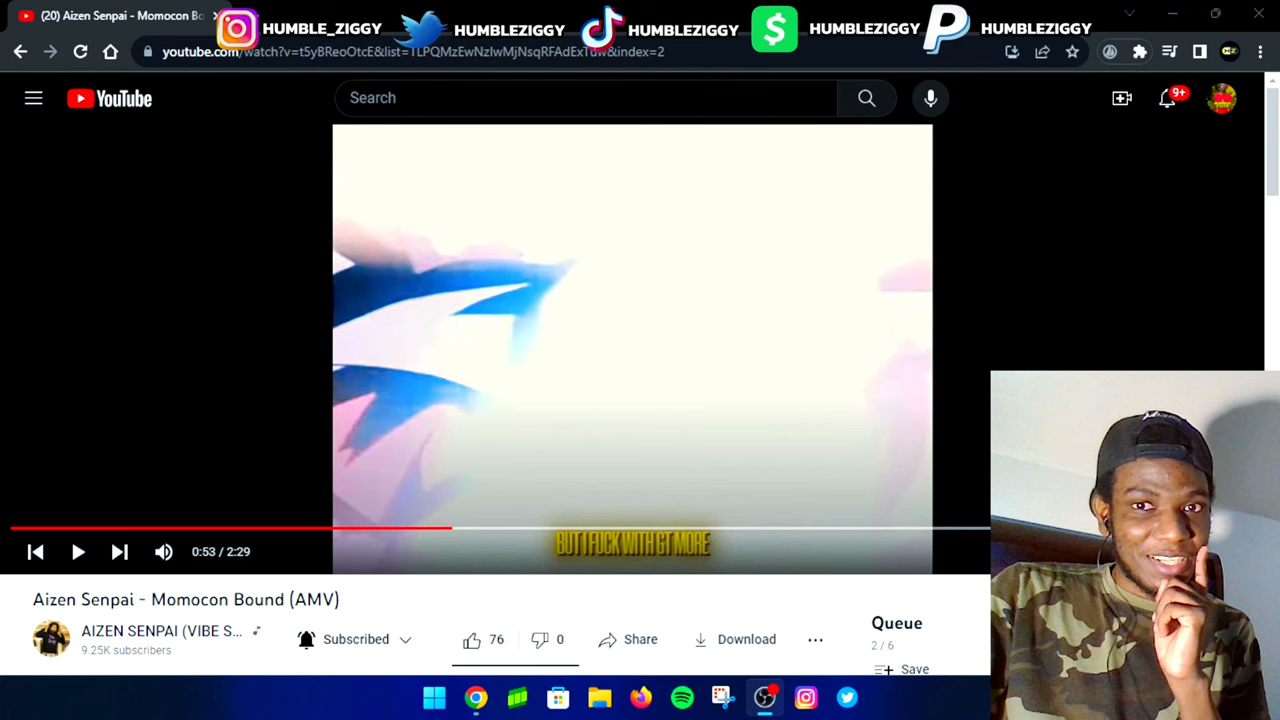 (20) Aizen Senpai - Momocon Bo
HUMBLE_ZIGGY
HUMBLEZIGGY
HUMBLEZIGGY
HUMBLEZIGGY
HUMBLEZIGGY
youtube.com/watch?v=t5yBReoOtcE&list=TLPQMzEwNzIwMjNsqRFAdExTuw&index=2
YouTube
Search
9+
BUT I FUCK WITH GT MORE
0:53 / 2:29
Aizen Senpai - Momocon Bound (AMV)
AIZEN SENPAI (VIBE S...
9.25K subscribers
Subscribed
76
0
Share
Download
Queue
2 / 6
Save